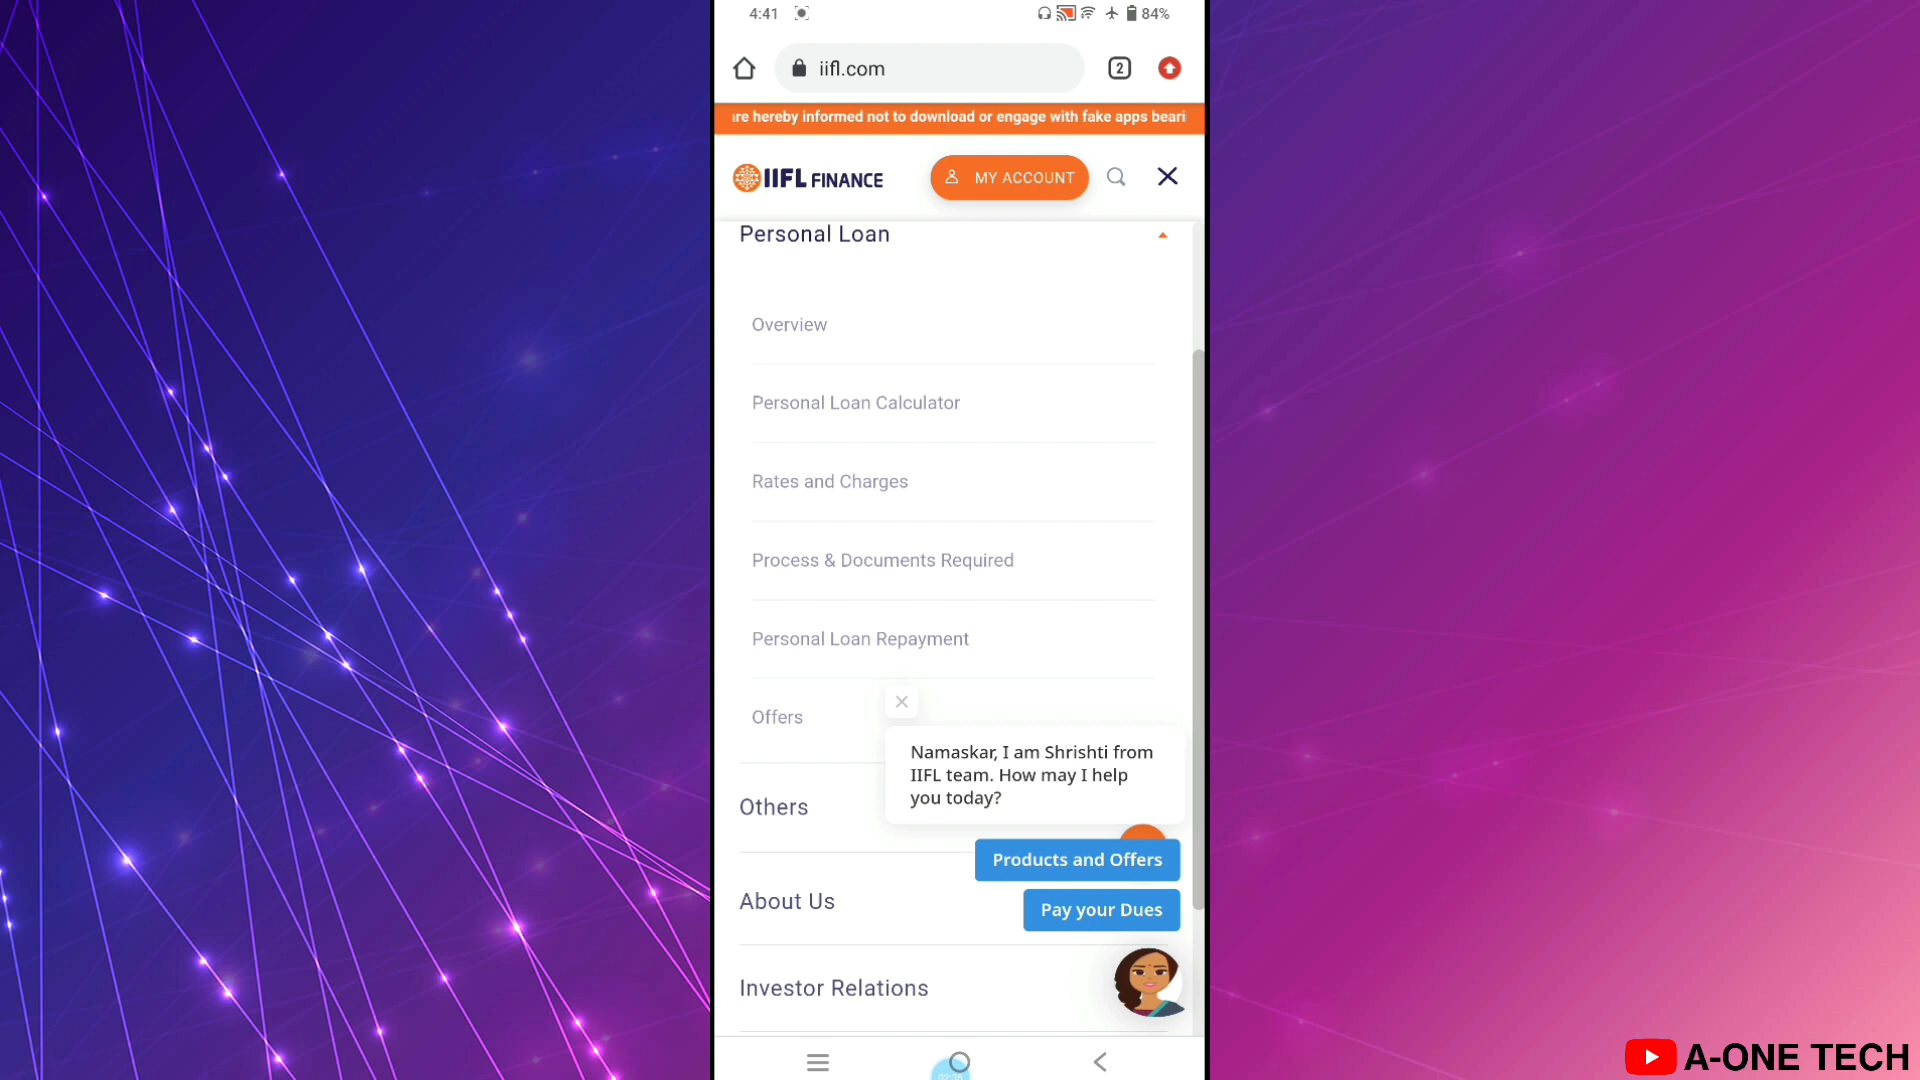 4:41
84%
iifl.com
2
are hereby informed not to download or engage with fake apps beari
IIFL FINANCE
MY ACCOUNT
Personal Loan
Overview
Personal Loan Calculator
Rates and Charges
Process & Documents Required
Personal Loan Repayment
Offers
Namaskar, I am Shrishti from
IIFL team. How may I help
you today?
Others
Products and Offers
About Us
Pay your Dues
Investor Relations
A-ONE TECH